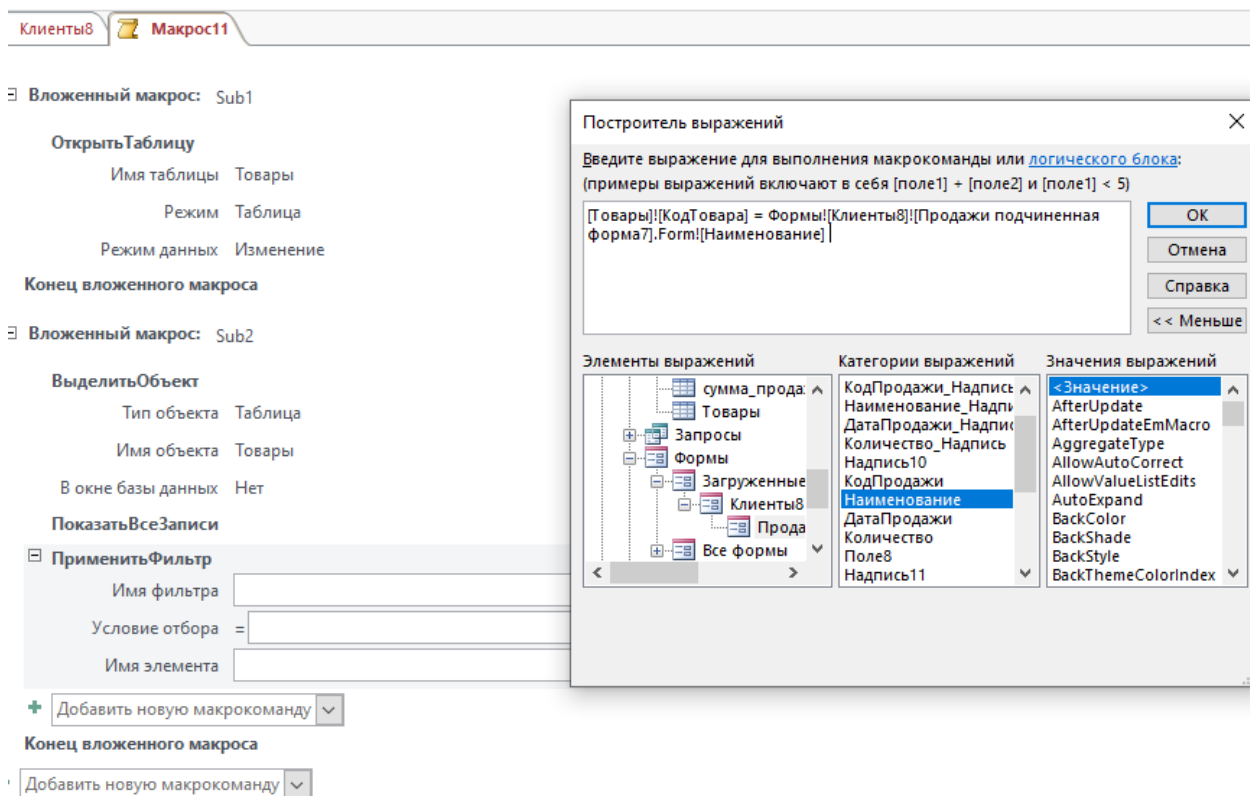 Клиенты8
Макрос11
Вложенный макрос: Sub1
ОткрытьТаблицу
Имя таблицы Товары
Режим Таблица
Режим данных Изменение
Конец вложенного макроса
Вложенный макрос: Sub2
ВыделитьОбъект
Тип объекта Таблица
Имя объекта Товары
В окне базы данных Нет
ПоказатьВсеЗаписи
ПрименитьФильтр
Имя фильтра
Условие отбора =
Имя элемента
Добавить новую макрокоманду
Конец вложенного макроса
Добавить новую макрокоманду
Построитель выражений
Введите выражение для выполнения макрокоманды или логического блока:
(примеры выражений включают в себя [поле1] + [поле2] и [поле1] < 5)
[Товары]![КодТовара] = Формы![Клиенты8]![Продажи подчиненная
форма7].Form![Наименование]
ОК
Отмена
Справка
<< Меньше
Элементы выражений
сумма_прода
Товары
Запросы
Формы
Загруженные
Клиенты8
Прода
Все формы
Категории выражений
КодПродажи_Надпись
Наименование_Надпи
ДатаПродажи_Надпис
Количество_Надпись
Надпись10
КодПродажи
Наименование
ДатаПродажи
Количество
Поле8
Надпись11
Значения выражений
<Значение>
AfterUpdate
AfterUpdateEmMacro
AggregateType
AllowAutoCorrect
AllowValueListEdits
AutoExpand
BackColor
BackShade
BackStyle
BackThemeColorIndex